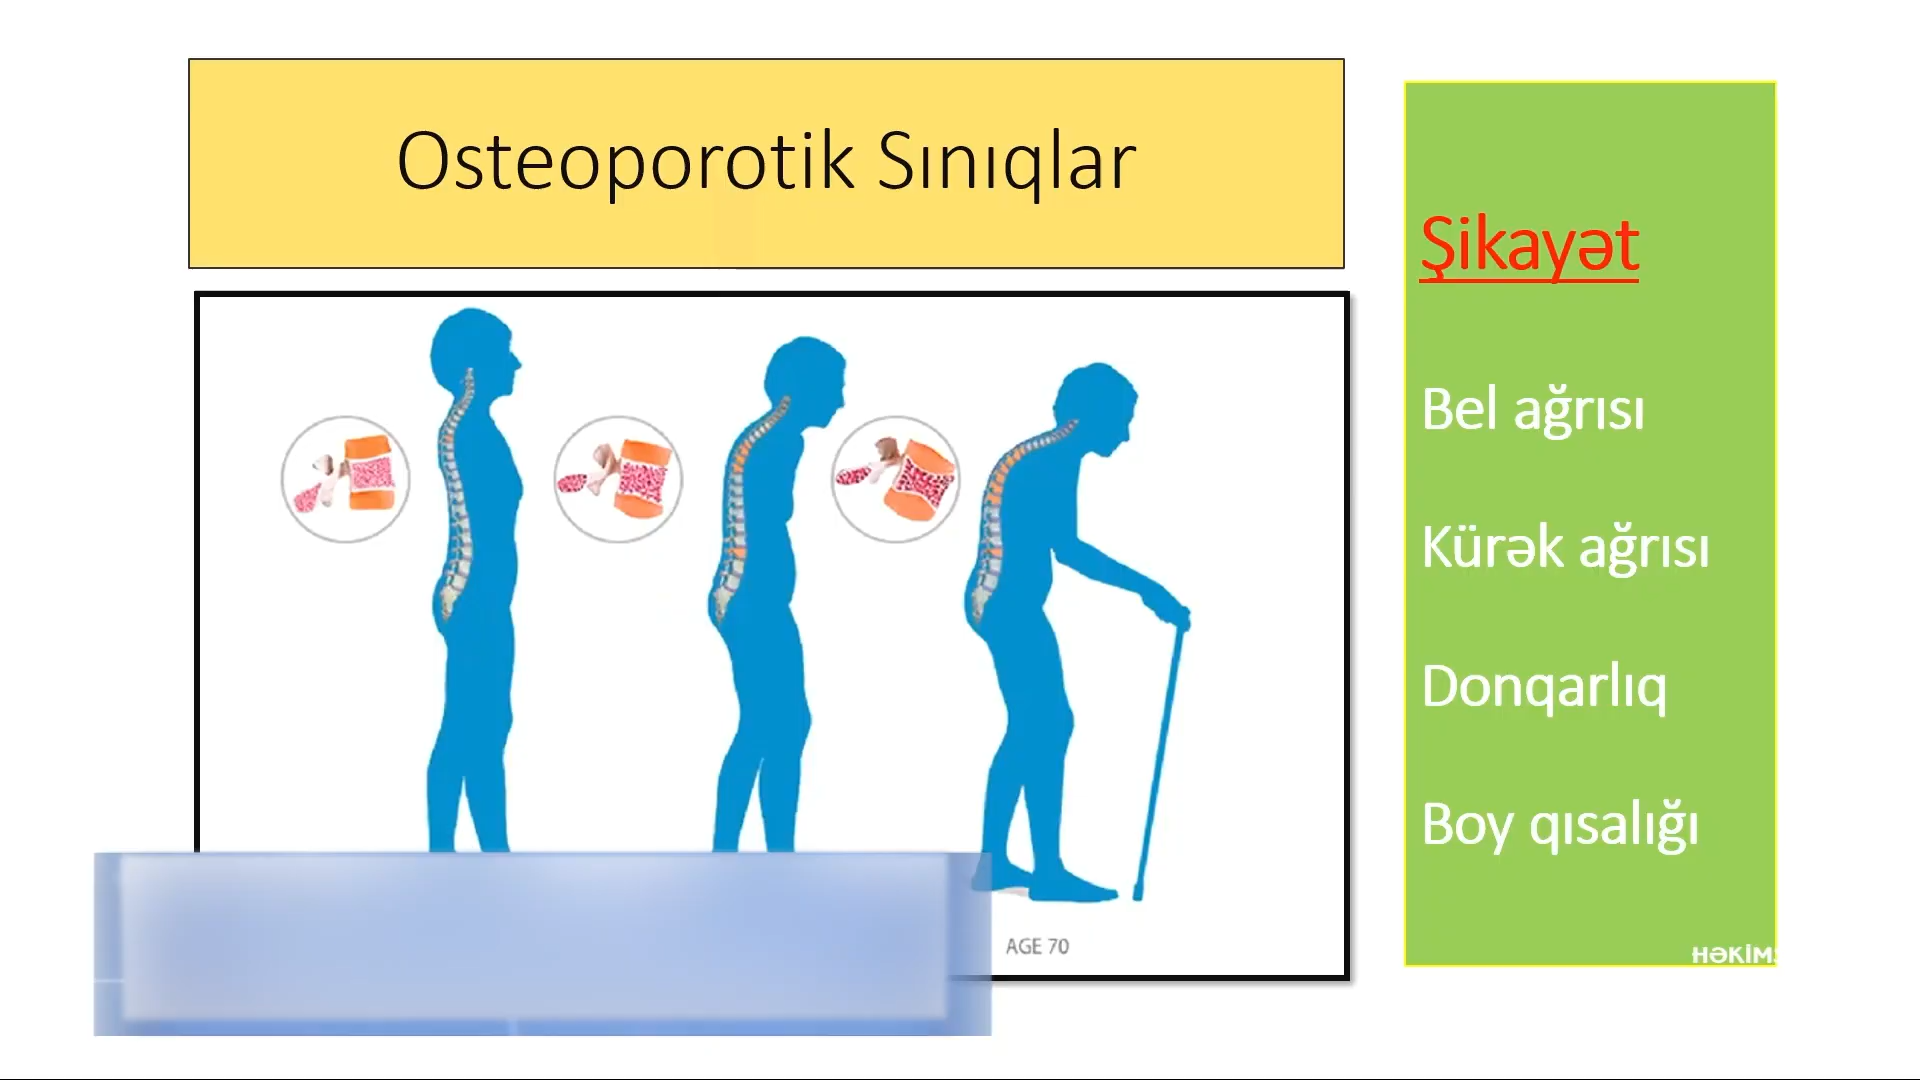 Osteoporotik Sınıqlar
Şikayət
Bel ağrısı
Kürək ağrısı
Donqarlıq
Boy qısalığı
AGE 70